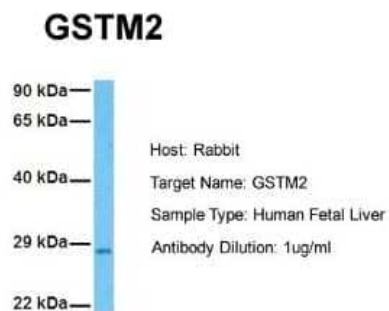 GSTM2
90 kDa
65 kDa
Host: Rabbit
40 kDa
Target Name: GSTM2
Sample Type: Human Fetal Liver
29 kDa
Antibody Dilution: 1ug/ml
22 kDa